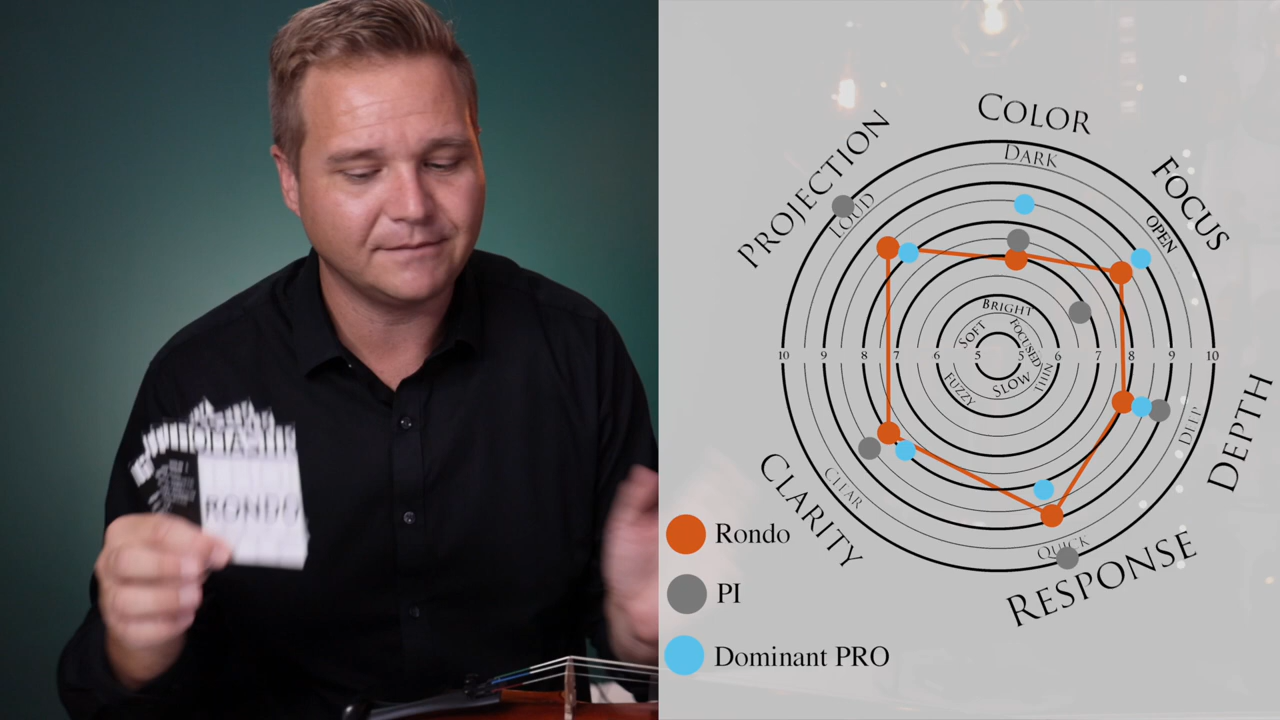 RONDO
COLOR
PROJECTION
FOCUS
DARK
LOUD
OPEN
BRIGHT
SOFT
FOCUSED
10 9 8 7 6 5 5 6 7 8 9 10
FUZZY
SLOW
THIN
DEEP
DEPTH
CLEAR
CLARITY
QUICK
RESPONSE
Rondo
PI
Dominant PRO